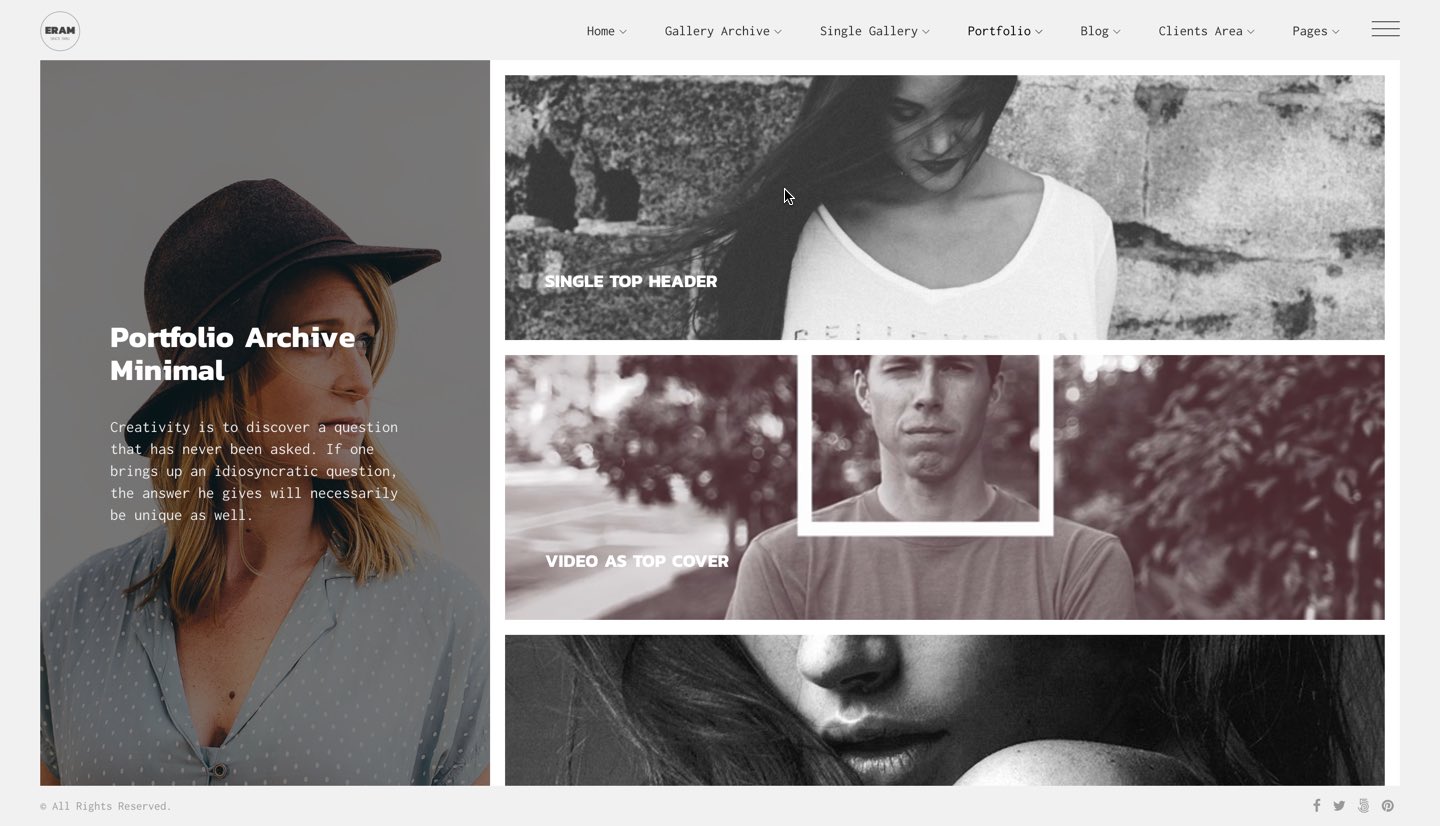 ERAM
Home
Gallery Archive
Single Gallery
Portfolio
Blog
Clients Area
Pages
Portfolio Archive
Minimal
Creativity is to discover a question
that has never been asked. If one
brings up an idiosyncratic question,
the answer he gives will necessarily
be unique as well.
SINGLE TOP HEADER
VIDEO AS TOP COVER
© All Rights Reserved.